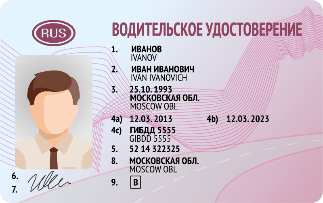 RUS
ВОДИТЕЛЬСКОЕ УДОСТОВЕРЕНИЕ
1. ИВАНОВ
IVANOV
2. ИВАН ИВАНОВИЧ
IVAN IVANOVICH
3. 25.10.1993
МОСКОВСКАЯ ОБЛ.
MOSCOW OBL
4a) 12.03.2013 4b) 12.03.2023
4c) ГИБДД 5555
GIBDD 5555
5. 52 14 322325
8. МОСКОВСКАЯ ОБЛ.
MOSCOW OBL
6.
7.
9. B